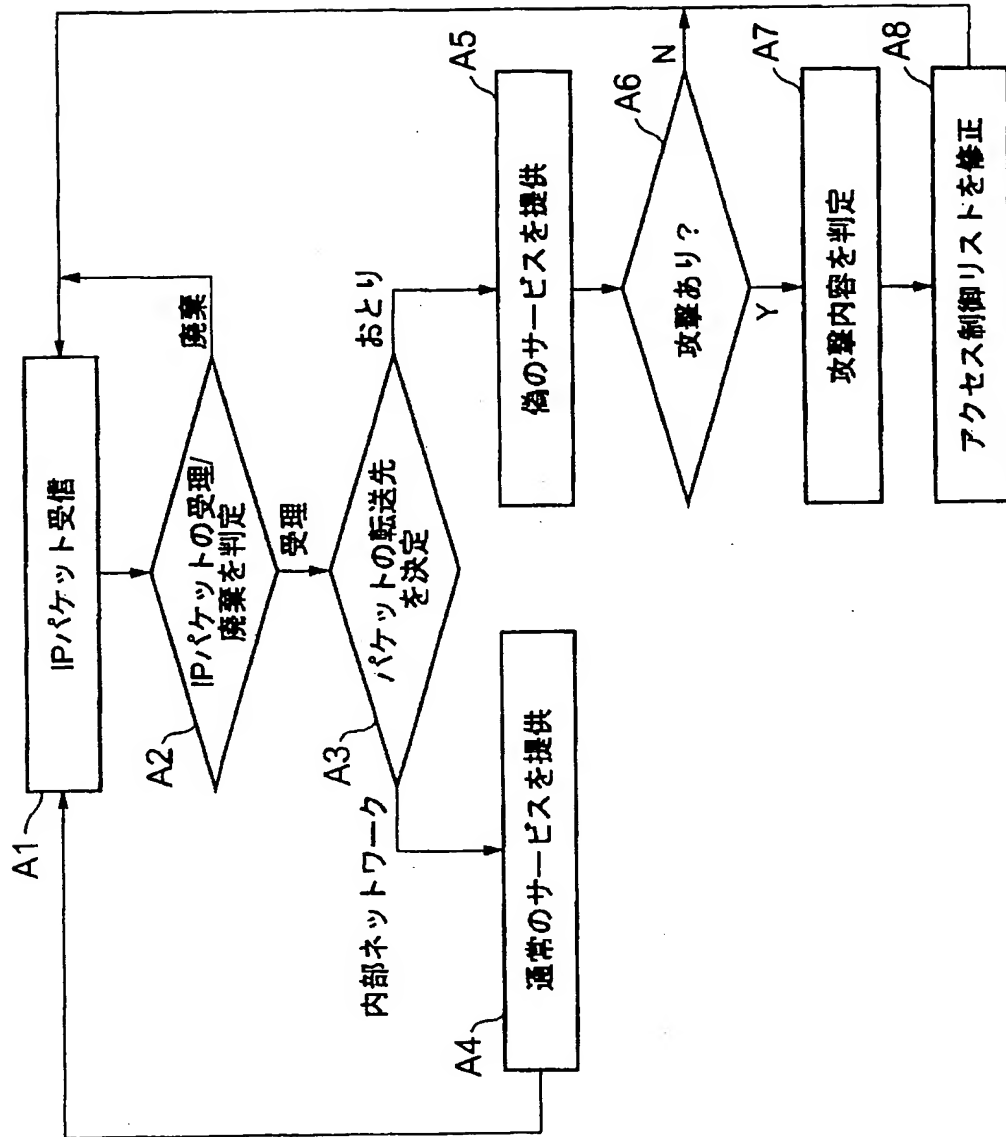 A1
IPパケット受信
A2
IPパケットの受理/
廃棄を判定
廃棄
受理
A3
パケットの転送先
を決定
内部ネットワーク
おとり
A4
通常のサービスを提供
A5
偽のサービスを提供
A6
攻撃あり?
N
Y
A7
攻撃内容を判定
A8
アクセス制御リストを修正